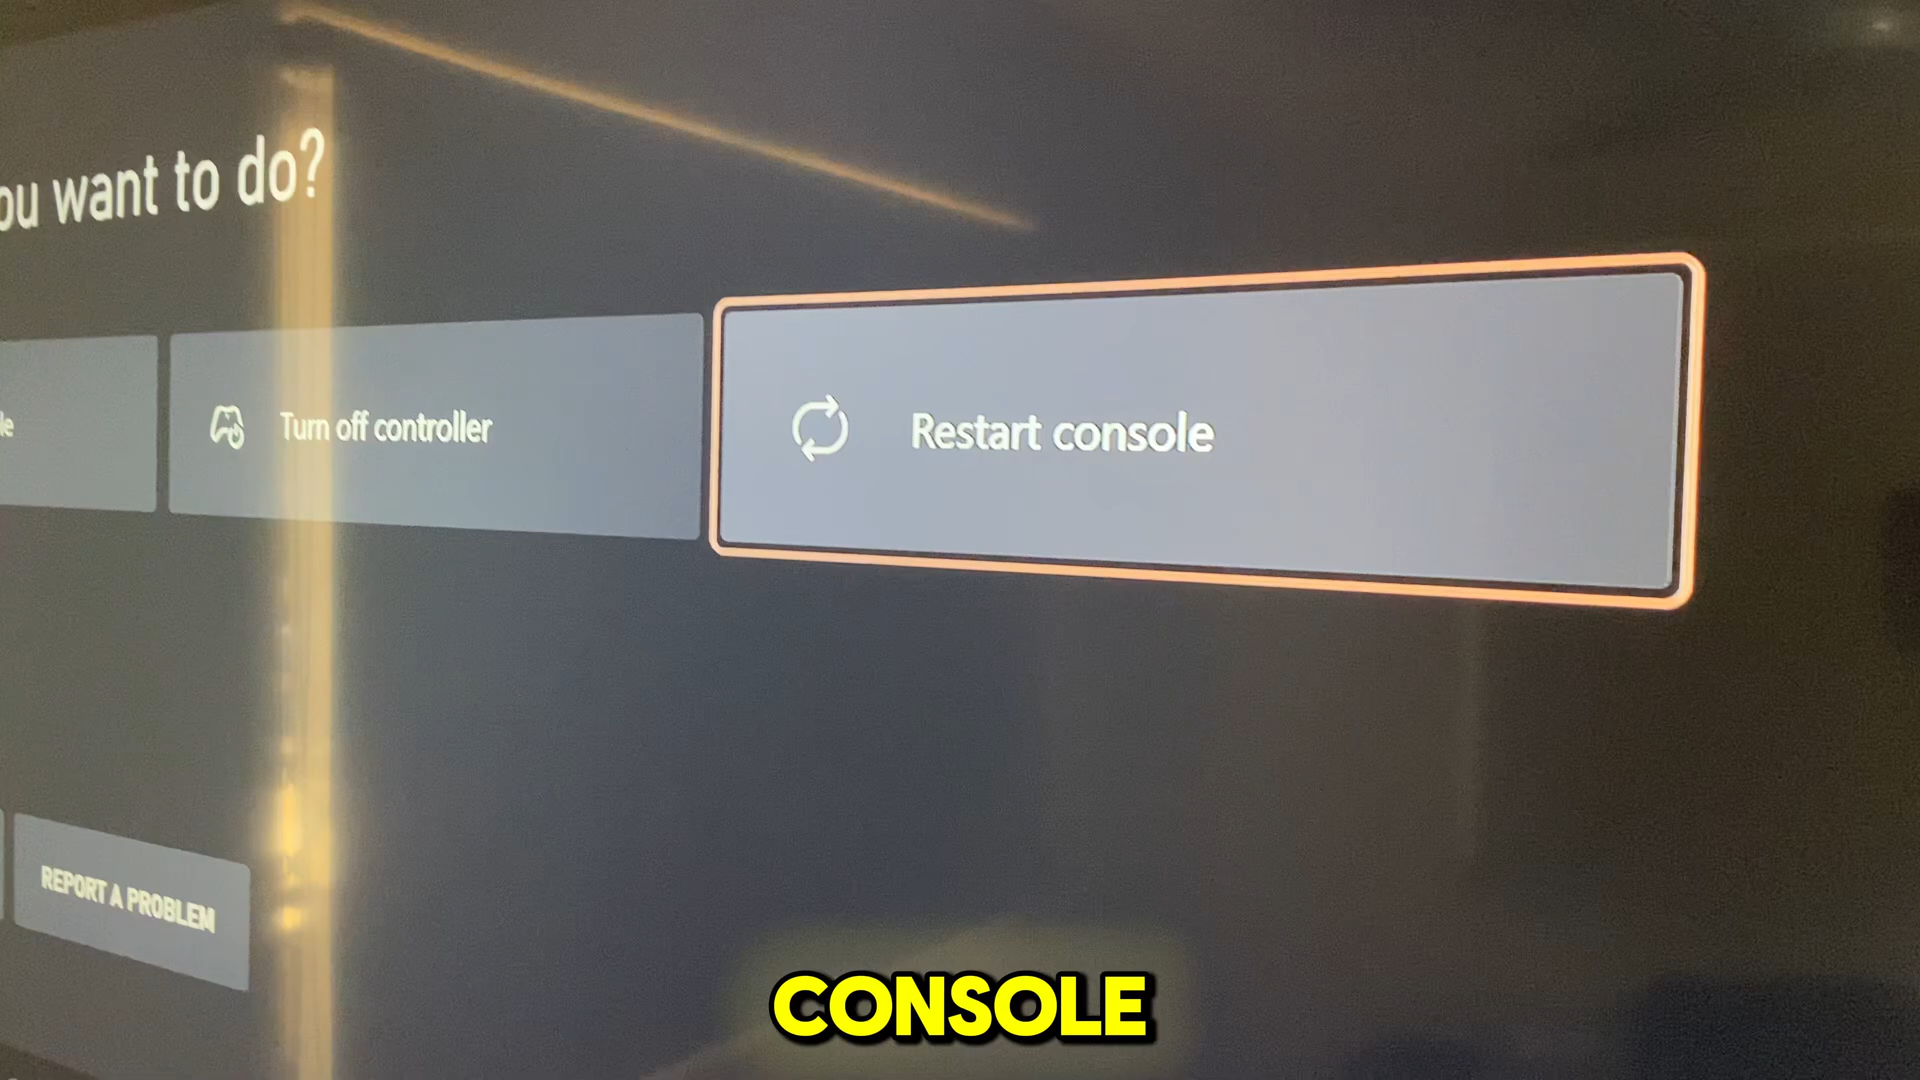 ou want to do?
le
Turn off controller
Restart console
REPORT A PROBLEM
CONSOLE